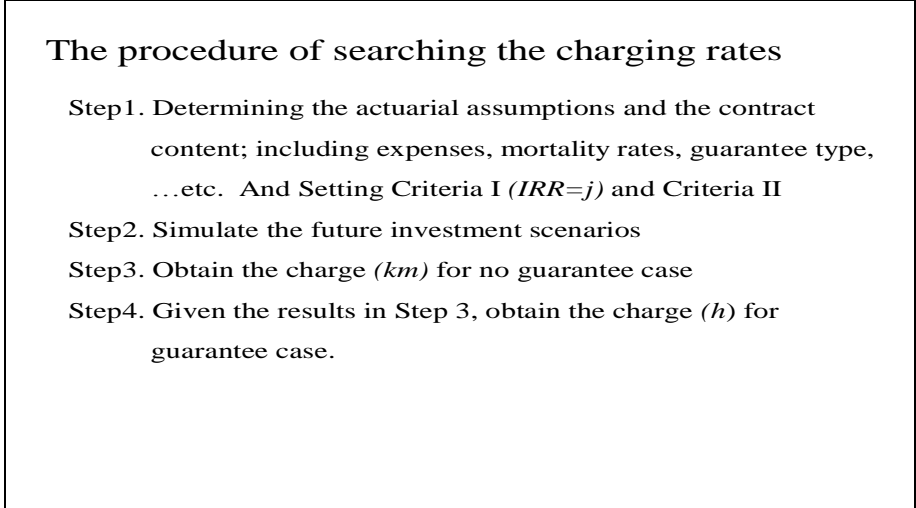 The procedure of searching the charging rates
Step1. Determining the actuarial assumptions and the contract
content; including expenses, mortality rates, guarantee type,
…etc.  And Setting Criteria I (IRR=j) and Criteria II
Step2. Simulate the future investment scenarios
Step3. Obtain the charge (km) for no guarantee case
Step4. Given the results in Step 3, obtain the charge (h) for
guarantee case.